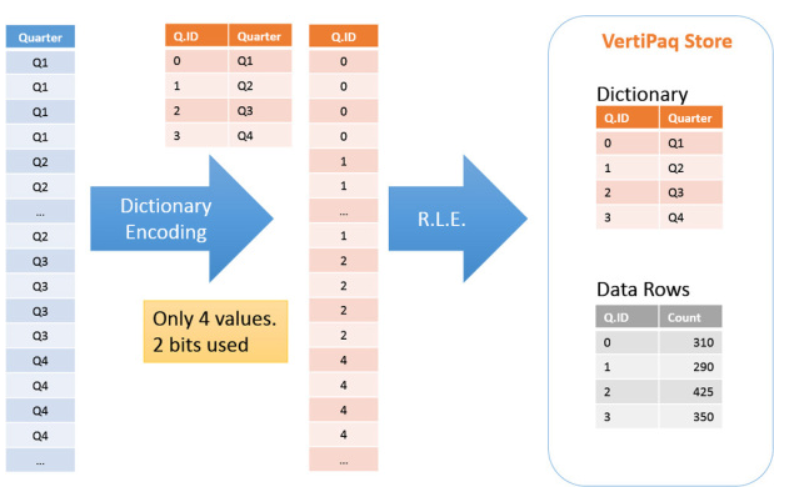 Quarter
Q1
Q1
Q1
Q1
Q2
Q2
...
Q2
Q3
Q3
Q3
Q3
Q4
Q4
Q4
Q4
...
Q.ID Quarter
0 Q1
1 Q2
2 Q3
3 Q4
Dictionary
Encoding
Only 4 values.
2 bits used
Q.ID
0
0
0
0
1
1
...
1
2
2
2
2
4
4
4
4
...
R.L.E.
VertiPaq Store
Dictionary
Q.ID Quarter
0 Q1
1 Q2
2 Q3
3 Q4
Data Rows
Q.ID Count
0 310
1 290
2 425
3 350